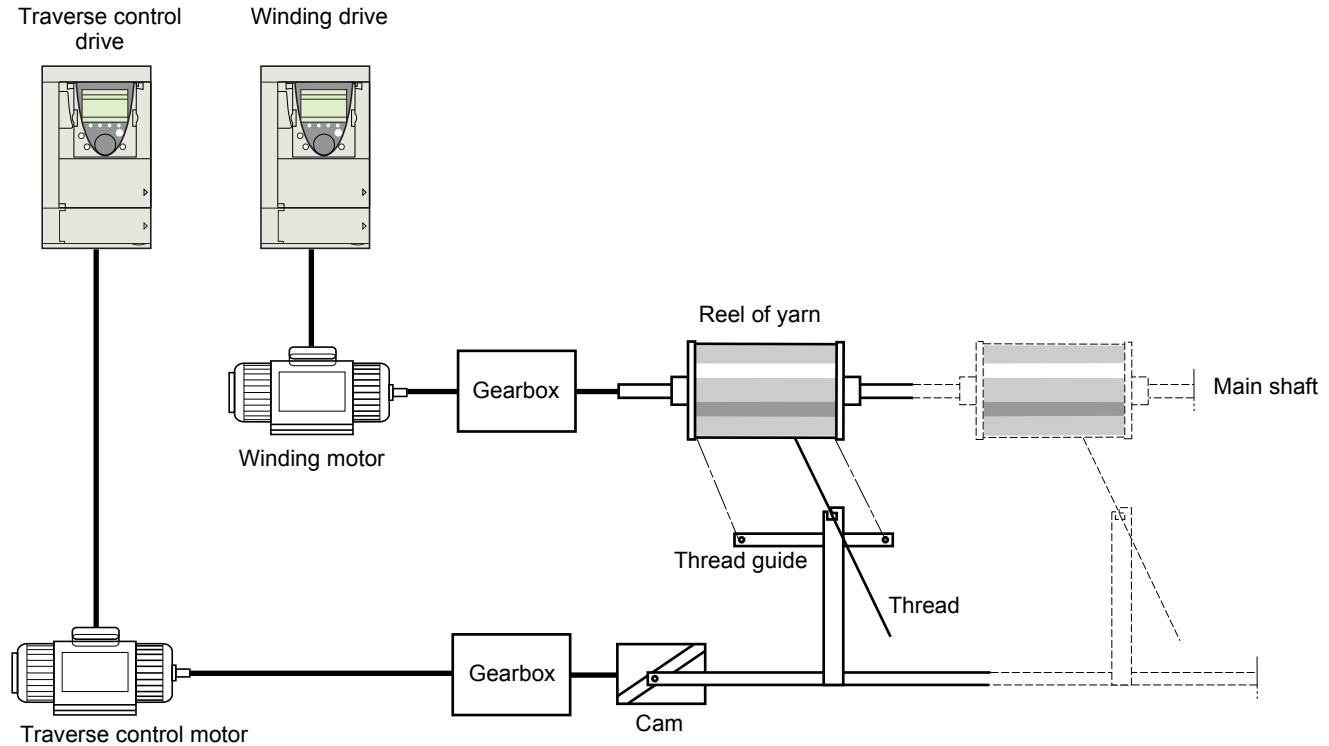 Traverse control
drive
Winding drive
Reel of yarn
Gearbox
Main shaft
Winding motor
Thread guide
Thread
Gearbox
Cam
Traverse control motor